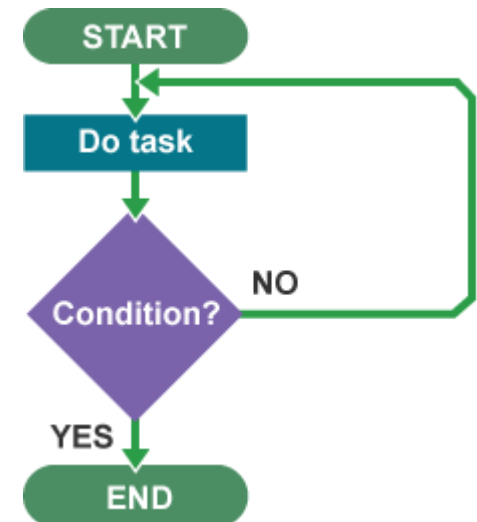 START
Do task
NO
Condition?
YES
END